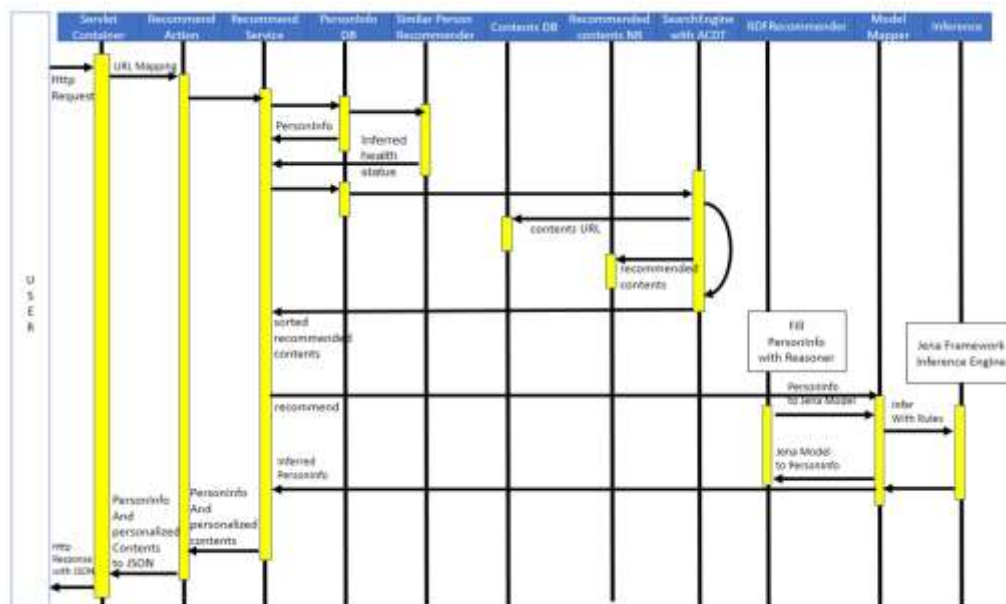 Servlet
Container
Recommend
Action
Recommend
Service
PersonInfo
DB
Similar Person
Recommender
Contents DB
Recommended
contents NB
SearchEngine
with ACDT
RDFRecommender
Model
Mapper
Inference
URL Mapping
Http
Request
PersonInfo
Inferred
health
status
contents URL
recommended
contents
U
S
E
R
sorted
recommended
contents
Fill
PersonInfo
with Reasoner
Jena Framework
Inference Engine
PersonInfo
to Jena Model
recommend
Infer
With Rules
Jena Model
to PersonInfo
Inferred
PersonInfo
PersonInfo
And
personalized
contents
PersonInfo
And
personalized
Contents
to JSON
Http
Response
with JSON